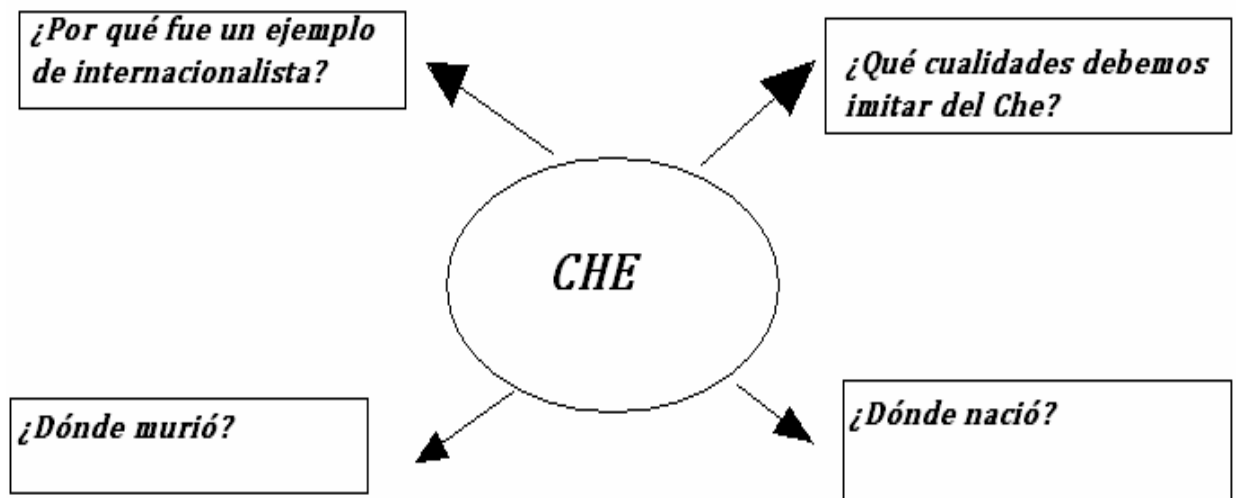 ¿Por qué fue un ejemplo
de internacionalista?
¿Qué cualidades debemos
imitar del Che?
CHE
¿Dónde murió?
¿Dónde nació?